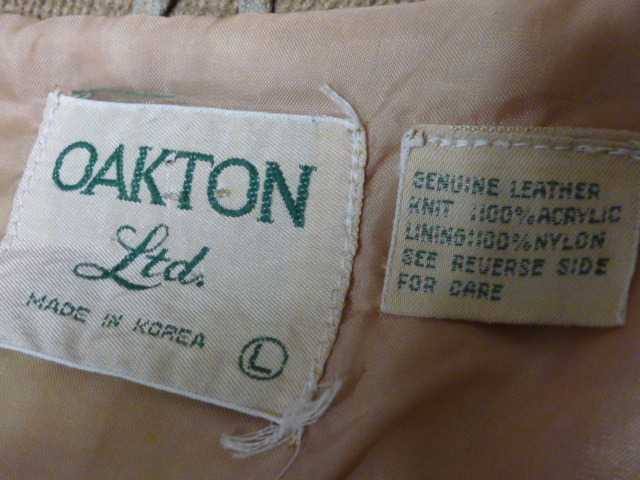 OAKTON
Ltd.
MADE IN KOREA
L
GENUINE LEATHER
KNIT :100% ACRYLIC
LINING:100% NYLON
SEE REVERSE SIDE
FOR CARE